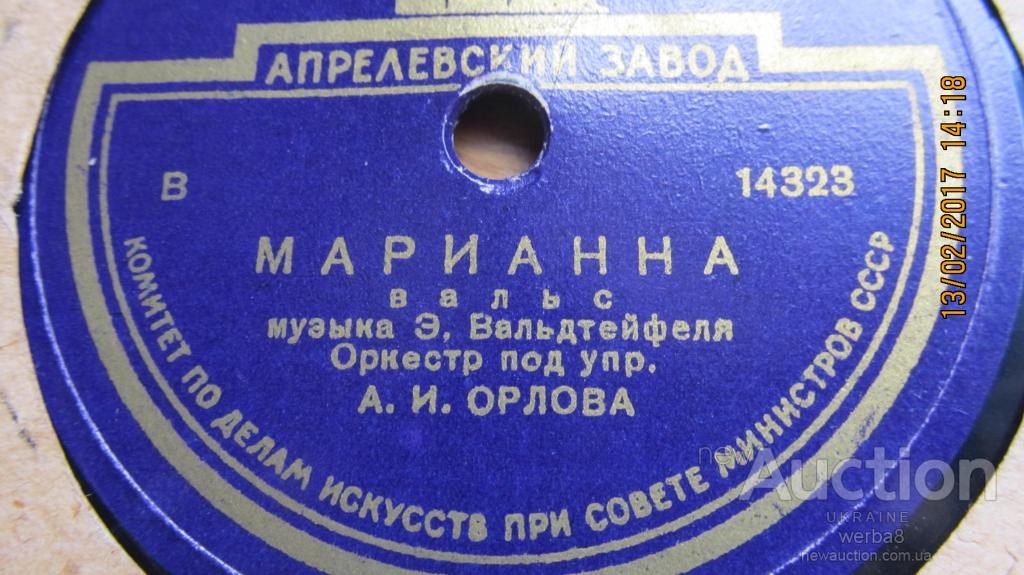 АПРЕЛЕВСКИЙ ЗАВОД
В 14323
МАРИАННА
вальс
музыка Э. Вальдтейфеля
Оркестр под упр.
А. И. ОРЛОВА
КОМИТЕТ ПО ДЕЛАМ ИСКУССТВ ПРИ СОВЕТЕ МИНИСТРОВ СССР
13/02/2017 14:18
newAuction
UKRAINE
werba8
newauction.com.ua